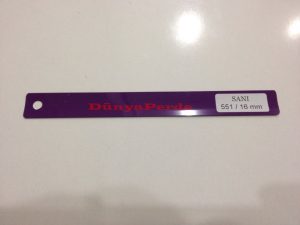 DünyaPerde
SANI
551 / 16 mm